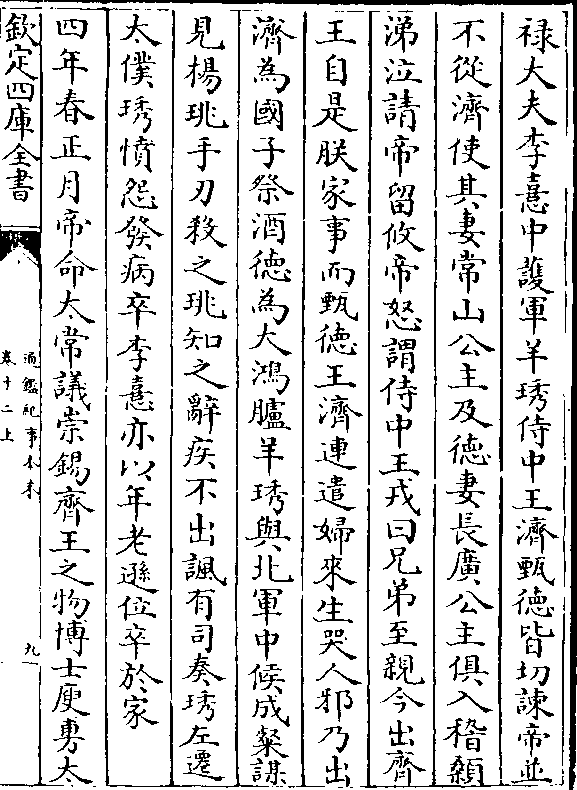 禄大夫李憙中護軍羊琇侍中王濟甄徳皆切諫帝並
不從濟使其妻常山公主及徳妻長廣公主俱入稽顙
涕泣請帝留攸帝怒謂侍中王戎曰兄弟至親今出齊
王自是朕家事而甄徳王濟連遣婦來生哭人邪乃出
濟為國子祭酒徳為大鴻臚羊琇與北軍中候成粲謀
見楊珧手刃殺之珧知之辭疾不出諷有司奏琇左遷
太僕琇憤怨發病卒李憙亦以年老遜位卒於家
四年春正月帝命太常議崇錫齊王之物博士庾旉太
欽定四庫全書
通鑑紀事本末
卷十二上
九